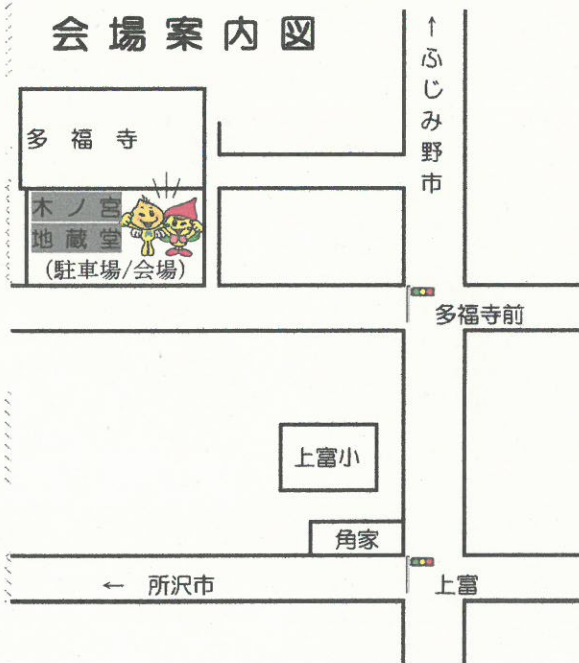 会場案内図
↑ふじみ野市
多福寺
木ノ宮
地蔵堂
(駐車場/会場)
多福寺前
上富小
角家
← 所沢市
上富